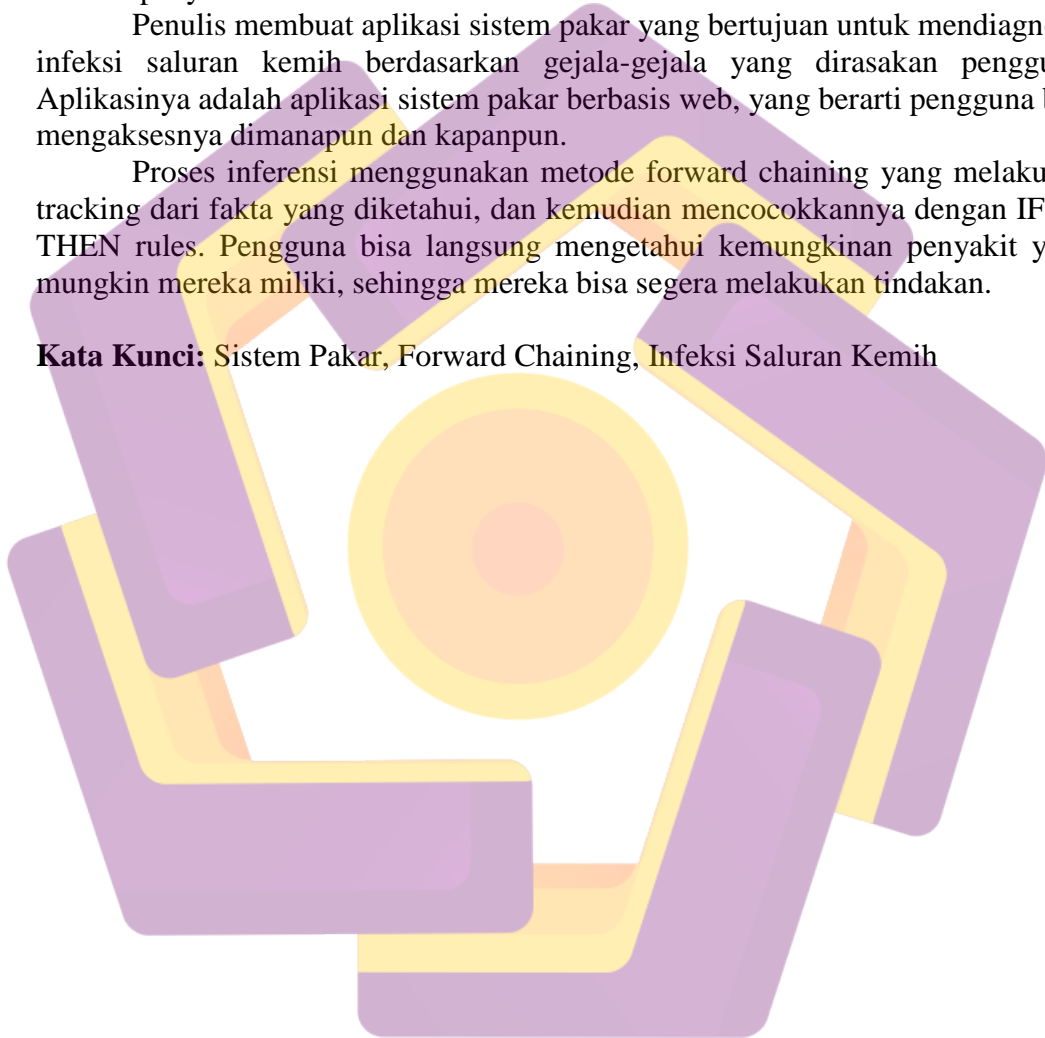 Penulis membuat aplikasi sistem pakar yang bertujuan untuk mendiagno
infeksi saluran kemih berdasarkan gejala-gejala yang dirasakan penggu
Aplikasinya adalah aplikasi sistem pakar berbasis web, yang berarti pengguna b
mengaksesnya dimanapun dan kapanpun.
Proses inferensi menggunakan metode forward chaining yang melaku
tracking dari fakta yang diketahui, dan kemudian mencocokkannya dengan IF
THEN rules. Pengguna bisa langsung mengetahui kemungkinan penyakit y
mungkin mereka miliki, sehingga mereka bisa segera melakukan tindakan.
Kata Kunci: Sistem Pakar, Forward Chaining, Infeksi Saluran Kemih